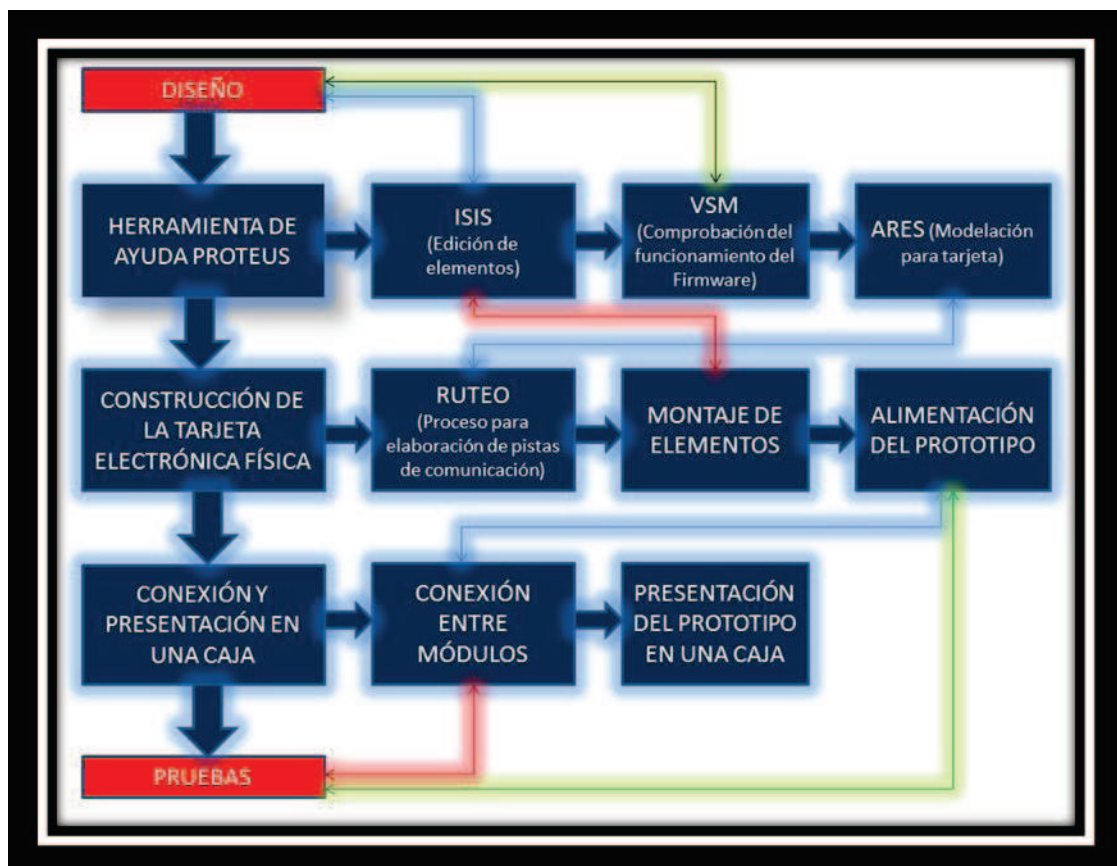 DISEÑO
HERRAMIENTA DE
AYUDA PROTEUS
ISIS
(Edición de
elementos)
VSM
(Comprobación del
funcionamiento del
Firmware)
ARES (Modelación
para tarjeta)
CONSTRUCCIÓN DE
LA TARJETA
ELECTRÓNICA FÍSICA
RUTEO
(Proceso para
elaboración de pistas
de comunicación)
MONTAJE DE
ELEMENTOS
ALIMENTACIÓN
DEL PROTOTIPO
CONEXIÓN Y
PRESENTACIÓN EN
UNA CAJA
CONEXIÓN
ENTRE
MÓDULOS
PRESENTACIÓN
DEL PROTOTIPO
EN UNA CAJA
PRUEBAS